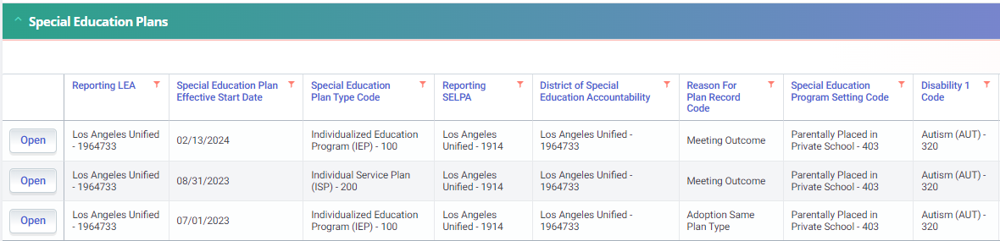 Special Education Plans
Reporting LEA
Special Education Plan
Effective Start Date
Special Education
Plan Type Code
Reporting
SELPA
District of Special
Education Accountability
Reason For
Plan Record
Code
Special Education
Program Setting Code
Disability 1
Code
Open
Los Angeles Unified
- 1964733
02/13/2024
Individualized Education
Program (IEP) - 100
Los Angeles
Unified - 1914
Los Angeles Unified -
1964733
Meeting Outcome
Parentally Placed in
Private School - 403
Autism (AUT) -
320
Open
Los Angeles Unified
- 1964733
08/31/2023
Individual Service Plan
(ISP) - 200
Los Angeles
Unified - 1914
Los Angeles Unified -
1964733
Meeting Outcome
Parentally Placed in
Private School - 403
Autism (AUT) -
320
Open
Los Angeles Unified
- 1964733
07/01/2023
Individualized Education
Program (IEP) - 100
Los Angeles
Unified - 1914
Los Angeles Unified -
1964733
Adoption Same
Plan Type
Parentally Placed in
Private School - 403
Autism (AUT) -
320